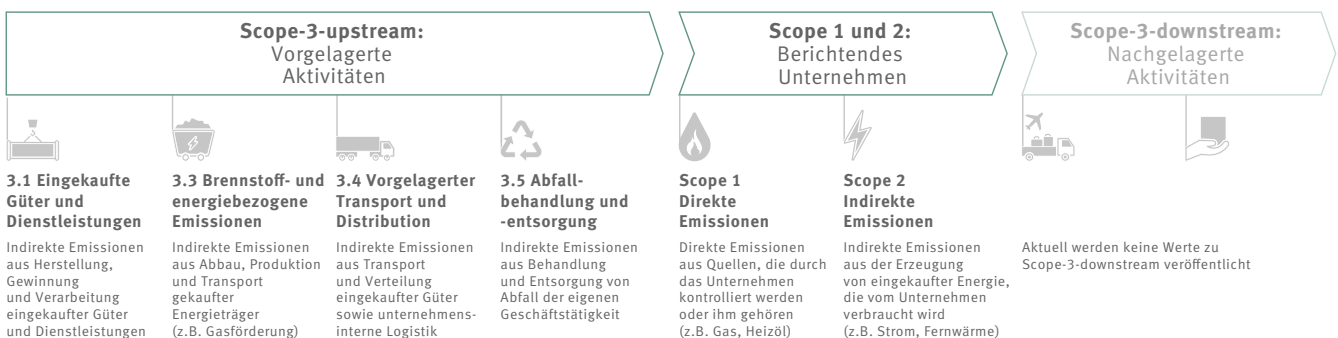 Scope-3-upstream:
Vorgelagerte
Aktivitäten
Scope 1 und 2:
Berichtendes
Unternehmen
Scope-3-downstream:
Nachgelagerte
Aktivitäten
3.1 Eingekaufte
Güter und
Dienstleistungen
Indirekte Emissionen
aus Herstellung,
Gewinnung
und Verarbeitung
eingekaufter Güter
und Dienstleistungen
3.3 Brennstoff- und
energiebezogene
Emissionen
Indirekte Emissionen
aus Abbau, Produktion
und Transport
gekaufter
Energieträger
(z.B. Gasförderung)
3.4 Vorgelagerter
Transport und
Distribution
Indirekte Emissionen
aus Transport
und Verteilung
eingekaufter Güter
sowie unternehmens-
interne Logistik
3.5 Abfall-
behandlung und
-entsorgung
Indirekte Emissionen
aus Behandlung
und Entsorgung von
Abfall der eigenen
Geschäftstätigkeit
Scope 1
Direkte
Emissionen
Direkte Emissionen
aus Quellen, die durch
das Unternehmen
kontrolliert werden
oder ihm gehören
(z.B. Gas, Heizöl)
Scope 2
Indirekte
Emissionen
Indirekte Emissionen
aus der Erzeugung
von eingekaufter Energie,
die vom Unternehmen
verbraucht wird
(z.B. Strom, Fernwärme)
Aktuell werden keine Werte zu
Scope-3-downstream veröffentlicht